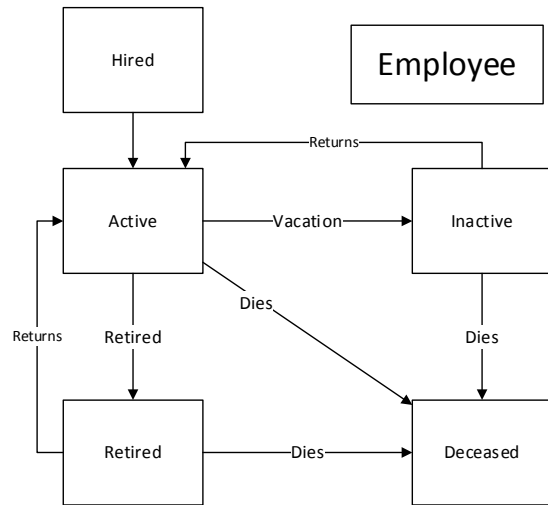 Hired
Employee
Returns
Active
Vacation
Inactive
Dies
Returns
Retired
Dies
Retired
Dies
Deceased